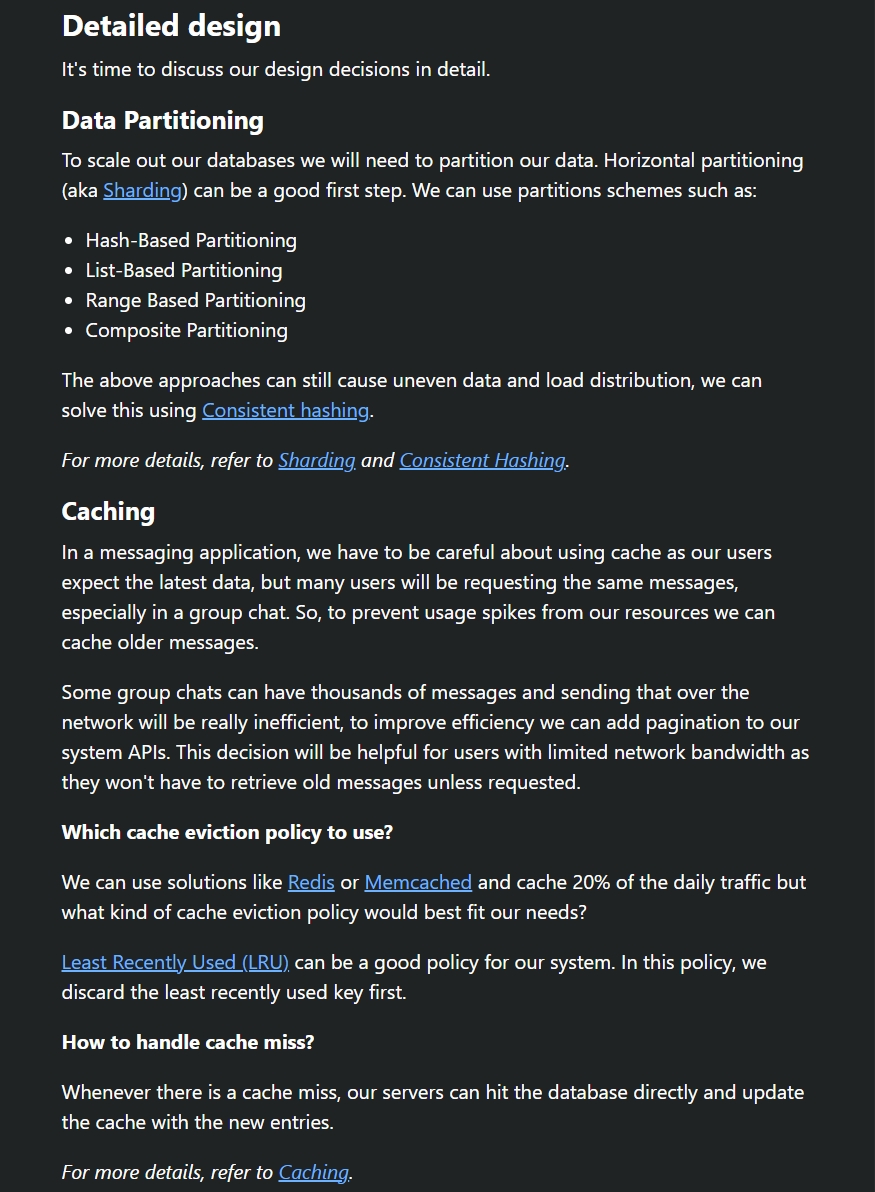 Detailed design
It's time to discuss our design decisions in detail.
Data Partitioning
To scale out our databases we will need to partition our data. Horizontal partitioning
(aka Sharding) can be a good first step. We can use partitions schemes such as:
• Hash-Based Partitioning
• List-Based Partitioning
• Range Based Partitioning
• Composite Partitioning
The above approaches can still cause uneven data and load distribution, we can
solve this using Consistent hashing.
For more details, refer to Sharding and Consistent Hashing.
Caching
In a messaging application, we have to be careful about using cache as our users
expect the latest data, but many users will be requesting the same messages,
especially in a group chat. So, to prevent usage spikes from our resources we can
cache older messages.
Some group chats can have thousands of messages and sending that over the
network will be really inefficient, to improve efficiency we can add pagination to our
system APIs. This decision will be helpful for users with limited network bandwidth as
they won't have to retrieve old messages unless requested.
Which cache eviction policy to use?
We can use solutions like Redis or Memcached and cache 20% of the daily traffic but
what kind of cache eviction policy would best fit our needs?
Least Recently Used (LRU) can be a good policy for our system. In this policy, we
discard the least recently used key first.
How to handle cache miss?
Whenever there is a cache miss, our servers can hit the database directly and update
the cache with the new entries.
For more details, refer to Caching.